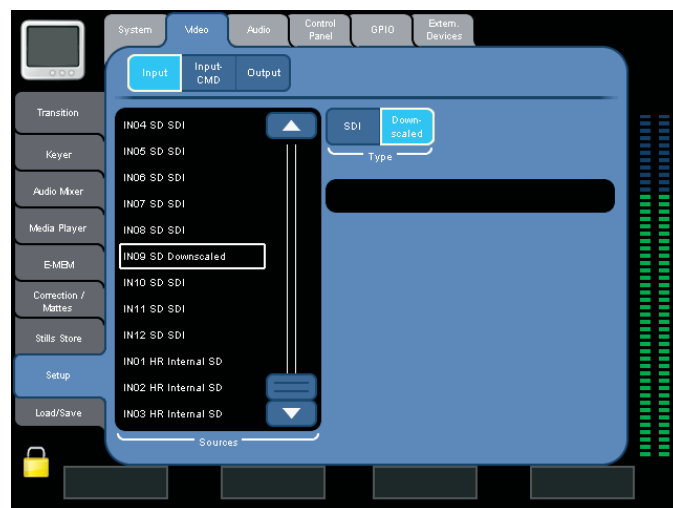 System
Video
Audio
Control
Panel
GPIO
Extern.
Devices
Input
Input-
CMD
Output
Transition
Keyer
Audio Mixer
Media Player
E-MEM
Correction /
Mattes
Stills Store
Setup
Load/Save
IN04 SD SDI
IN05 SD SDI
IN06 SD SDI
IN07 SD SDI
IN08 SD SDI
IN09 SD Downscaled
IN10 SD SDI
IN11 SD SDI
IN12 SD SDI
IN01 HR Internal SD
IN02 HR Internal SD
IN03 HR Internal SD
Sources
SDI
Down-
scaled
Type